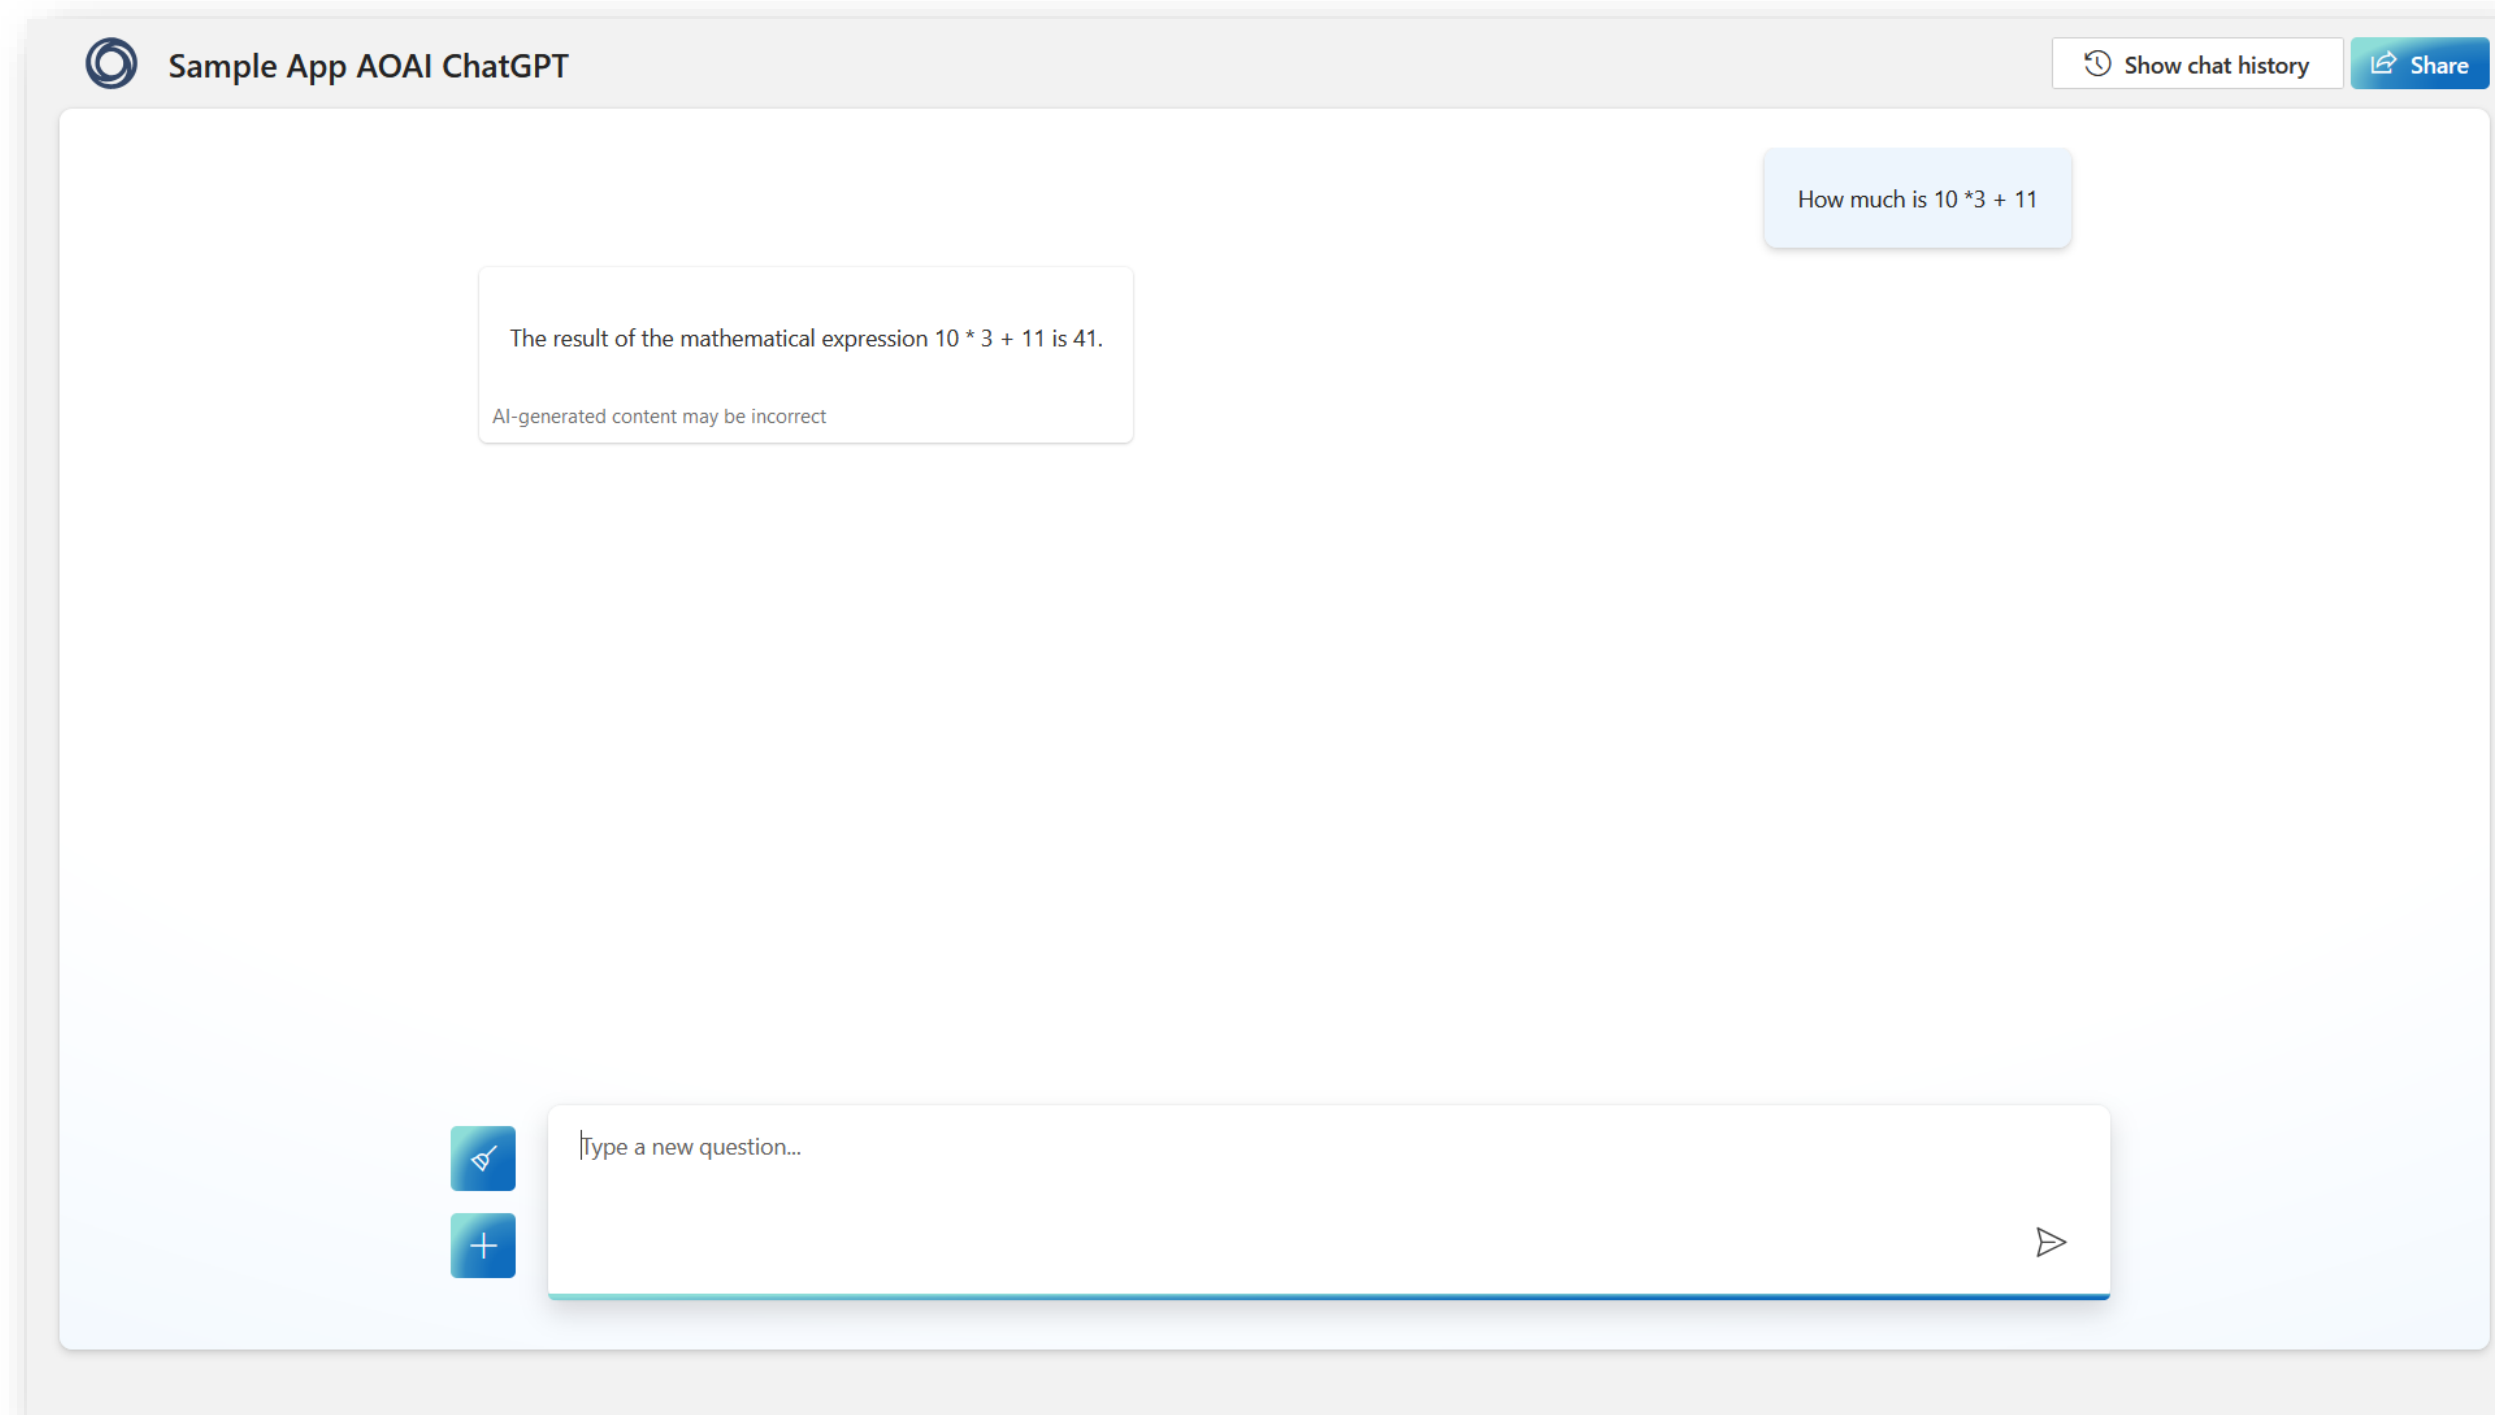 Sample App AOAI ChatGPT
Show chat history
Share
How much is 10 *3 + 11
The result of the mathematical expression 10 * 3 + 11 is 41.
AI-generated content may be incorrect
Type a new question...